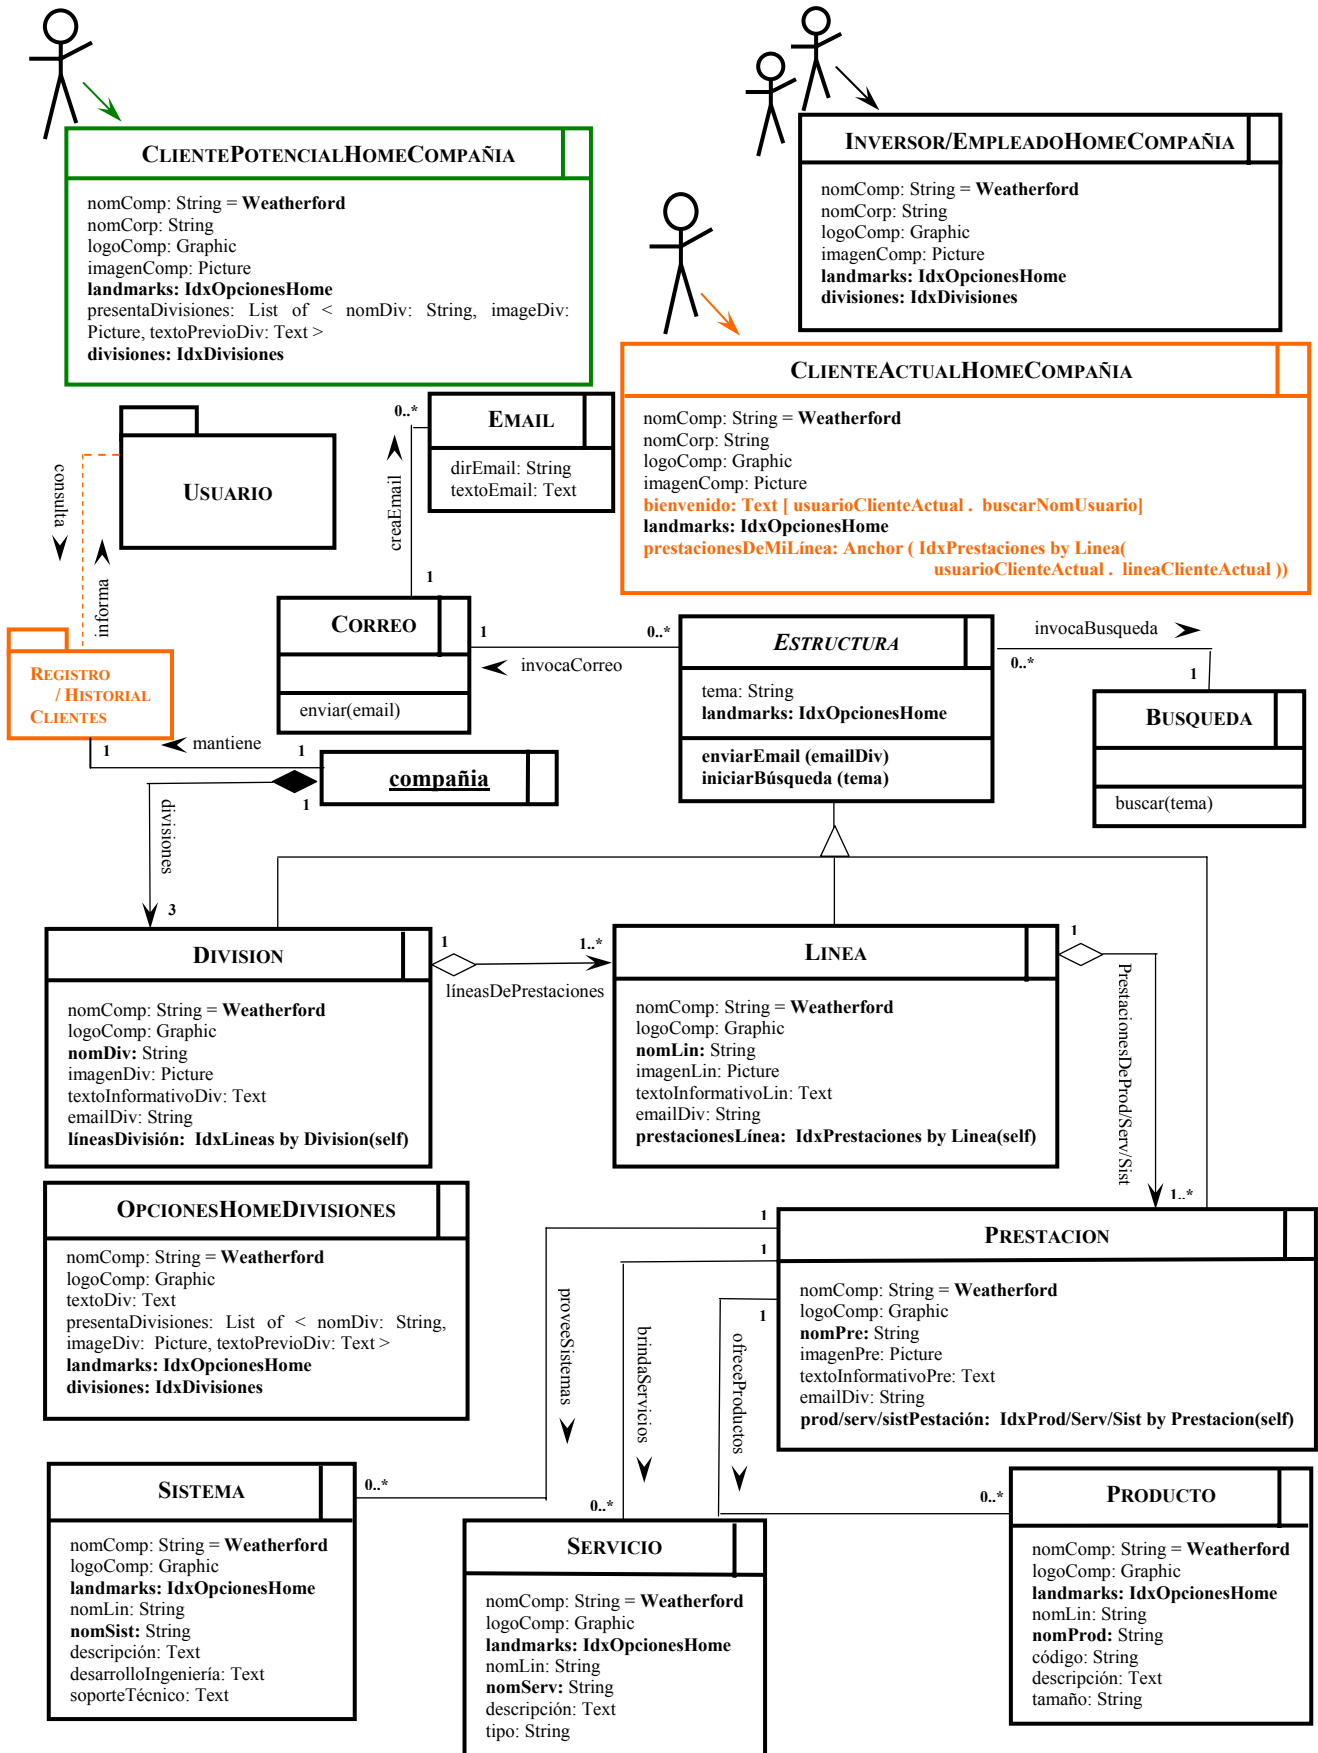 CLIENTEPOTENCIALHOMECOMPAÑIA
nomComp: String = Weatherford
nomCorp: String
logoComp: Graphic
imagenComp: Picture
landmarks: IdxOpcionesHome
presentaDivisiones: List of < nomDiv: String, imageDiv:
Picture, textoPrevioDiv: Text >
divisiones: IdxDivisiones
INVERSOR/EMPLEADOHOMECOMPAÑIA
nomComp: String = Weatherford
nomCorp: String
logoComp: Graphic
imagenComp: Picture
landmarks: IdxOpcionesHome
divisiones: IdxDivisiones
CLIENTEACTUALHOMECOMPAÑIA
nomComp: String = Weatherford
nomCorp: String
logoComp: Graphic
imagenComp: Picture
bienvenido: Text [ usuarioClienteActual . buscarNomUsuario]
landmarks: IdxOpcionesHome
prestacionesDeMiLínea: Anchor ( IdxPrestaciones by Linea(
usuarioClienteActual . lineaClienteActual ))
USUARIO
consulta
informa
0..*
EMAIL
dirEmail: String
textoEmail: Text
creaEmail
1
CORREO
enviar(email)
1
0..*
invocaCorreo
ESTRUCTURA
tema: String
landmarks: IdxOpcionesHome
enviarEmail (emailDiv)
iniciarBúsqueda (tema)
invocaBusqueda
0..*
1
BUSQUEDA
buscar(tema)
REGISTRO
/ HISTORIAL
CLIENTES
1
mantiene
1
compañia
1
divisiones
3
DIVISION
nomComp: String = Weatherford
logoComp: Graphic
nomDiv: String
imagenDiv: Picture
textoInformativoDiv: Text
emailDiv: String
líneasDivisión: IdxLineas by Division(self)
1
1..*
líneasDePrestaciones
LINEA
nomComp: String = Weatherford
logoComp: Graphic
nomLin: String
imagenLin: Picture
textoInformativoLin: Text
emailDiv: String
prestacionesLínea: IdxPrestaciones by Linea(self)
1
PrestacionesDeProd/Serv/Sist
1..*
OPCIONESHOMEDIVISIONES
nomComp: String = Weatherford
logoComp: Graphic
textoDiv: Text
presentaDivisiones: List of < nomDiv: String,
imageDiv: Picture, textoPrevioDiv: Text >
landmarks: IdxOpcionesHome
divisiones: IdxDivisiones
1
1
1
proveeSistemas
brindaServicios
ofreceProductos
PRESTACION
nomComp: String = Weatherford
logoComp: Graphic
nomPre: String
imagenPre: Picture
textoInformativoPre: Text
emailDiv: String
prod/serv/sistPestación: IdxProd/Serv/Sist by Prestacion(self)
SISTEMA
nomComp: String = Weatherford
logoComp: Graphic
landmarks: IdxOpcionesHome
nomLin: String
nomSist: String
descripción: Text
desarrolloIngeniería: Text
soporteTécnico: Text
0..*
0..*
SERVICIO
nomComp: String = Weatherford
logoComp: Graphic
landmarks: IdxOpcionesHome
nomLin: String
nomServ: String
descripción: Text
tipo: String
0..*
PRODUCTO
nomComp: String = Weatherford
logoComp: Graphic
landmarks: IdxOpcionesHome
nomLin: String
nomProd: String
código: String
descripción: Text
tamaño: String